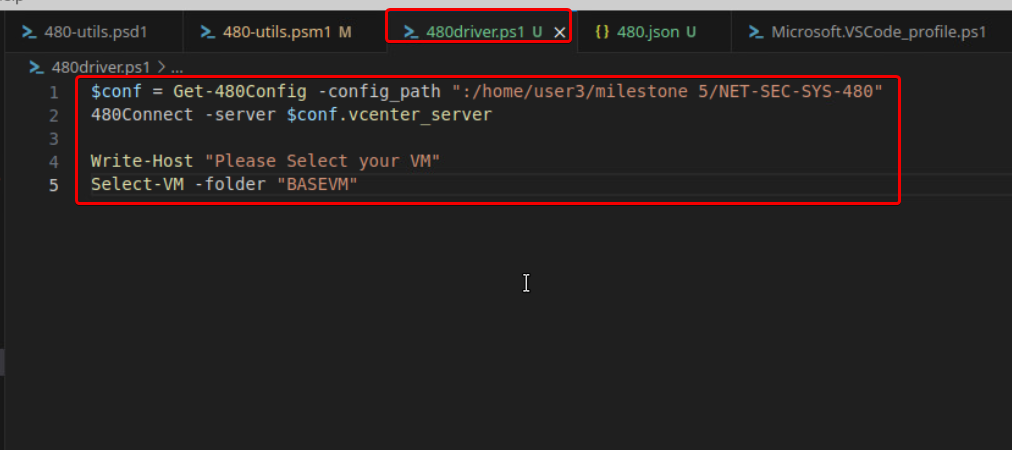 480-utils.psd1
480-utils.psm1 M
480driver.ps1 U
{} 480.json U
Microsoft.VSCode_profile.ps1
480driver.ps1 > ...
1 $conf = Get-480Config -config_path ":/home/user3/milestone 5/NET-SEC-SYS-480"
2 480Connect -server $conf.vcenter_server
3
4 Write-Host "Please Select your VM"
5 Select-VM -folder "BASEVM"